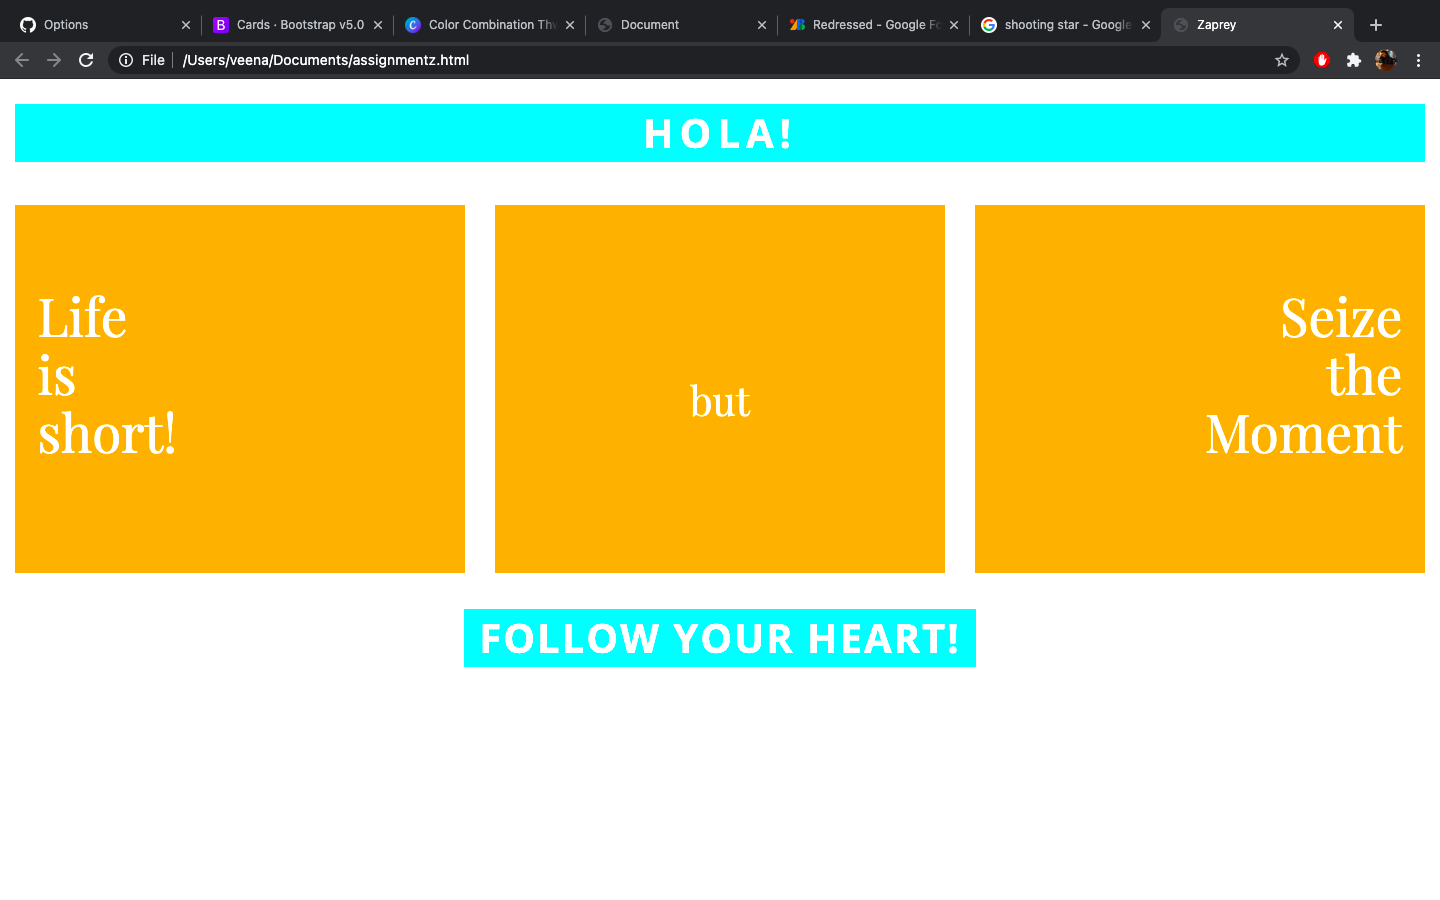 Options
Cards · Bootstrap v5.0
Color Combination Thw
Document
Redressed - Google Fo
shooting star - Google
Zaprey
File
/Users/veena/Documents/assignmentz.html
HOLA!
Life
is
short!
but
Seize
the
Moment
FOLLOW YOUR HEART!